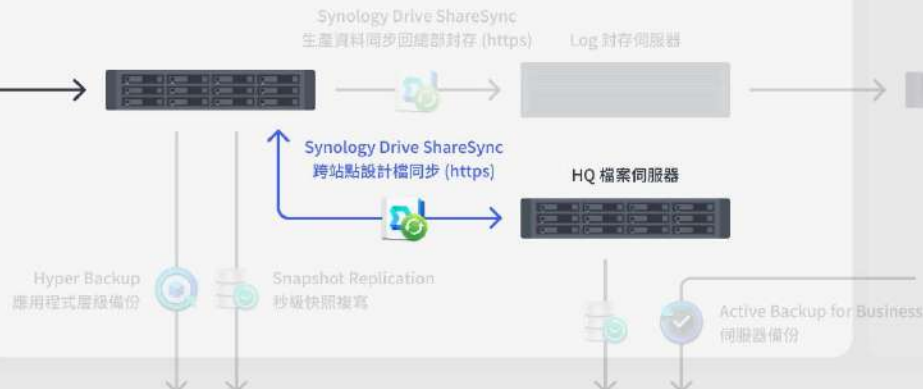 Synology Drive ShareSync
生產資料同步回總部封存 (https)
Log 封存伺服器
Synology Drive ShareSync
跨站點設計檔同步 (https)
HQ 檔案伺服器
Hyper Backup
應用程式層級備份
Snapshot Replication
秒級快照複寫
Active Backup for Business
伺服器備份